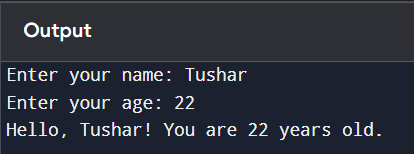 Output
Enter your name: Tushar
Enter your age: 22
Hello, Tushar! You are 22 years old.